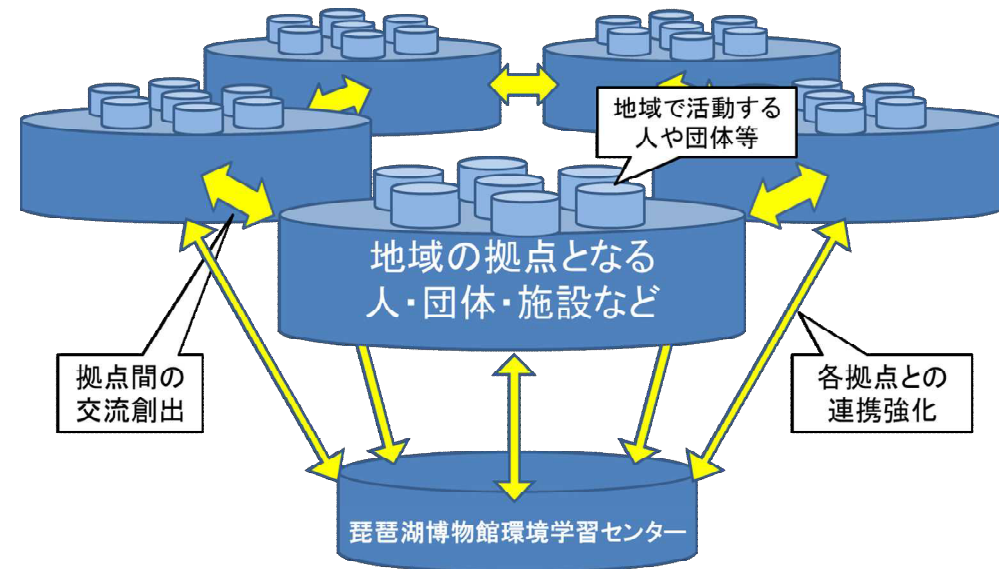 地域で活動する
人や団体等
地域の拠点となる
人・団体・施設など
拠点間の
交流創出
各拠点との
連携強化
琵琶湖博物館環境学習センター